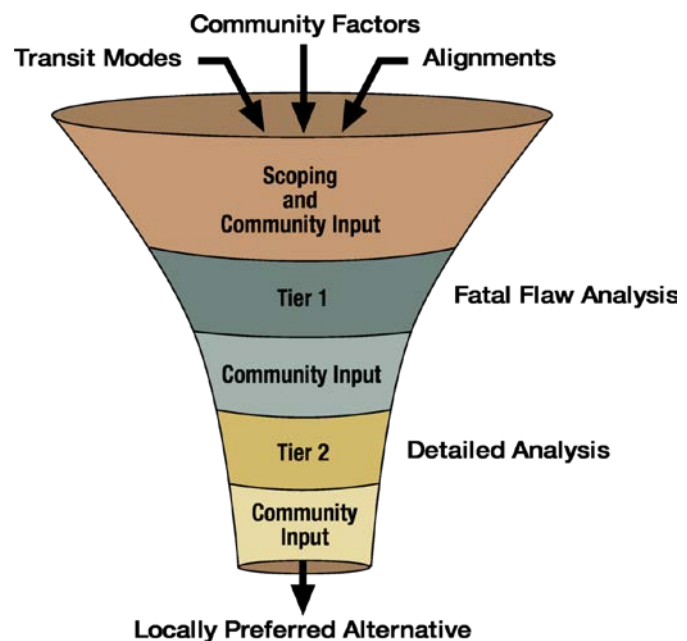 Community Factors
Transit Modes
Alignments
Scoping
and
Community Input
Tier 1
Fatal Flaw Analysis
Community Input
Tier 2
Detailed Analysis
Community
Input
Locally Preferred Alternative